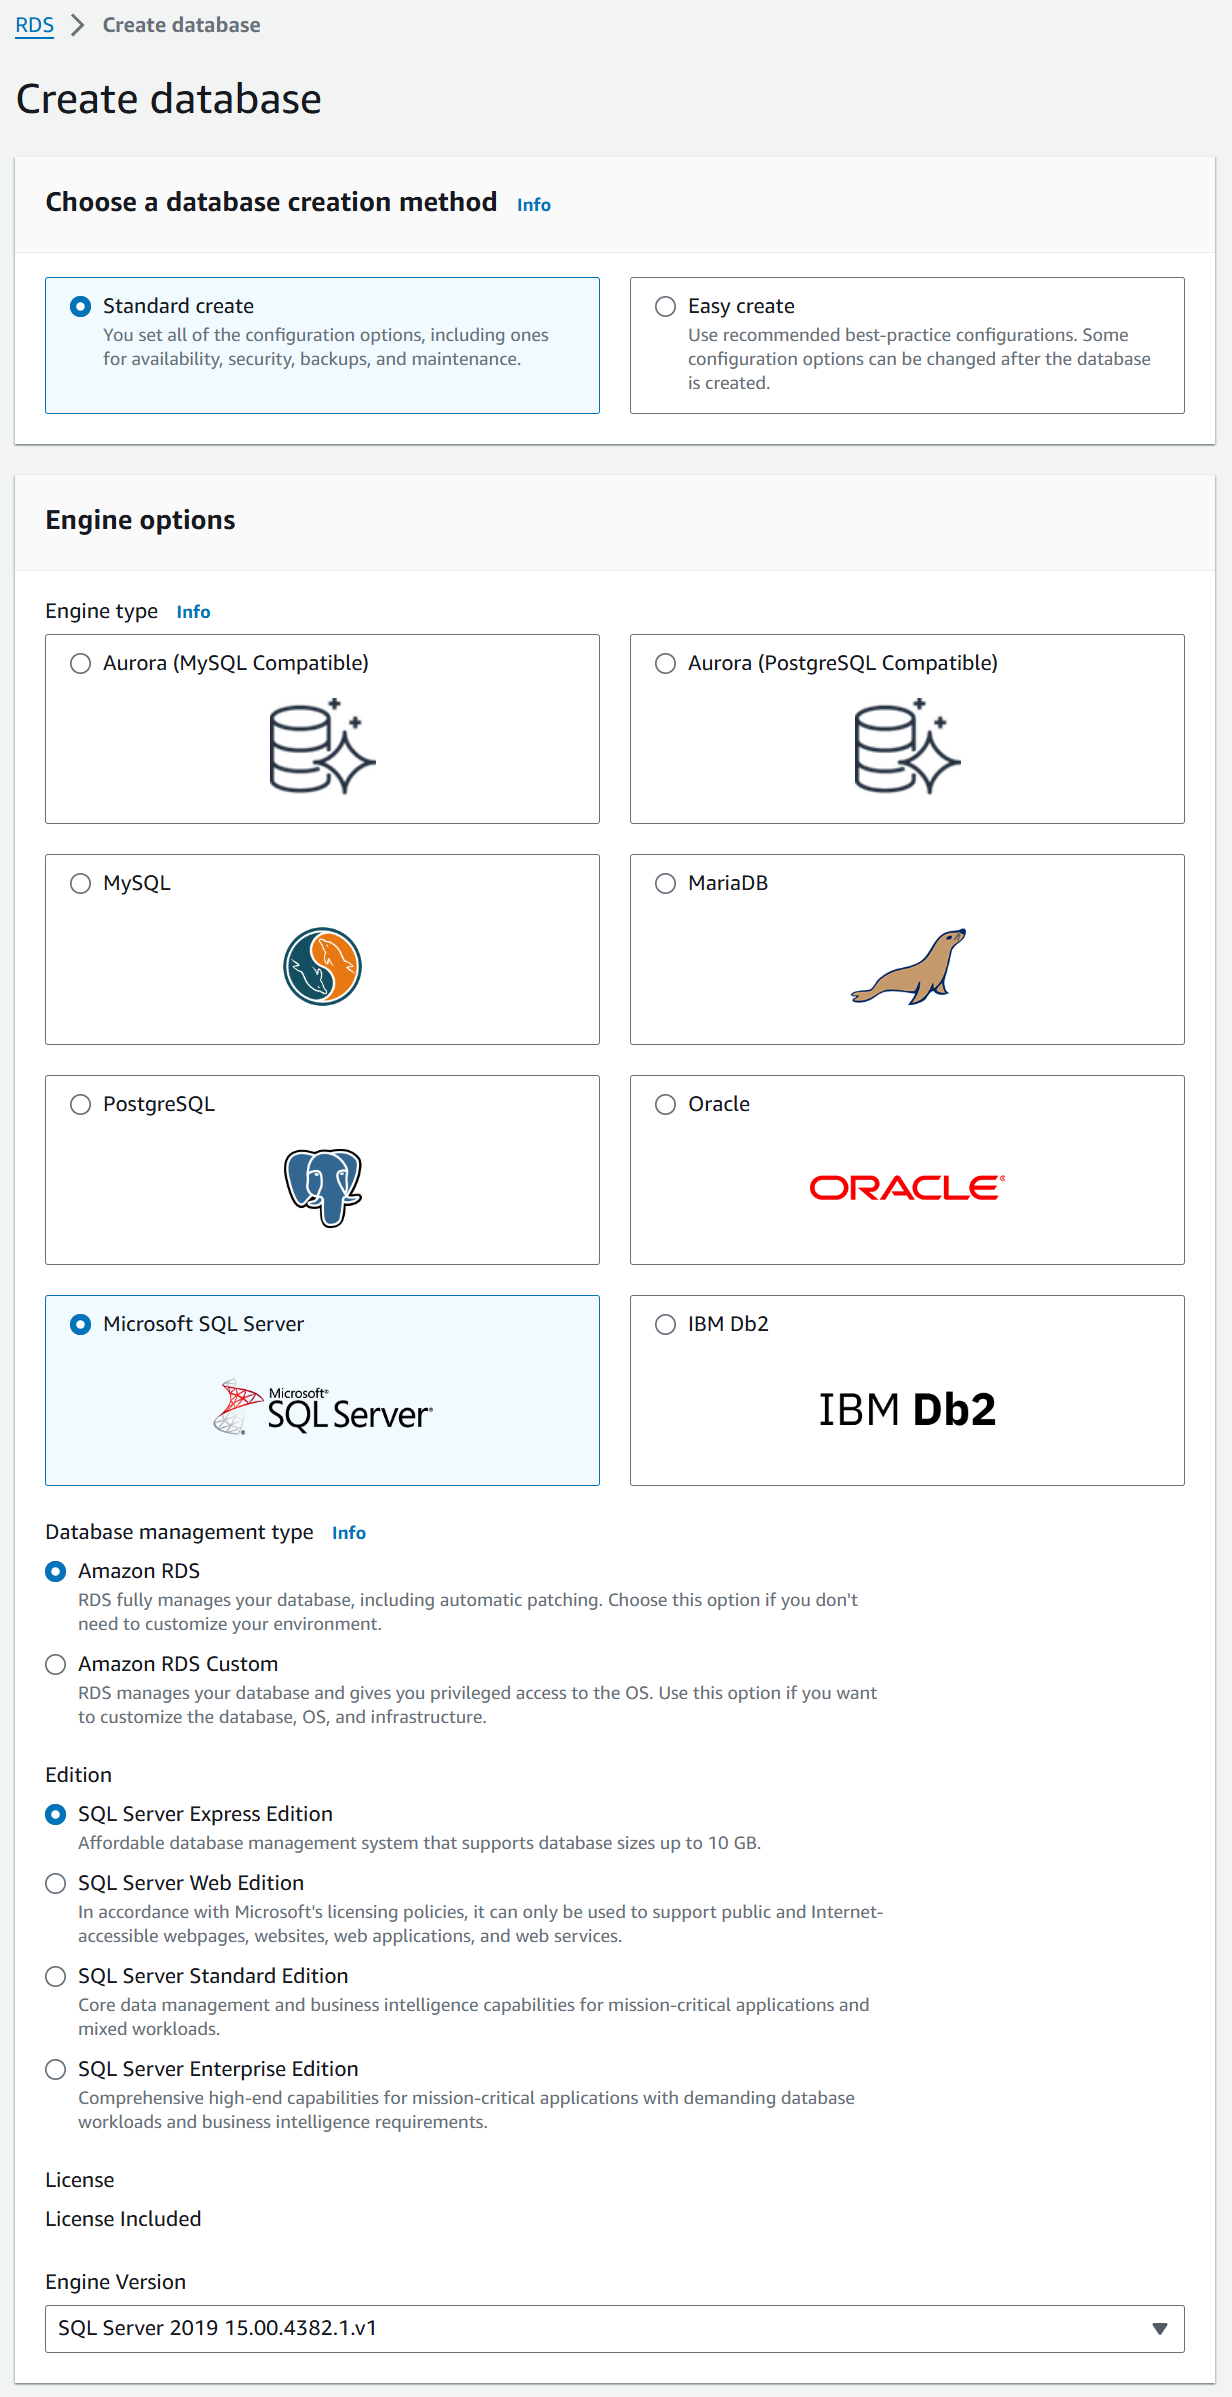 RDS > Create database
Create database
Choose a database creation method Info
Standard create
You set all of the configuration options, including ones
for availability, security, backups, and maintenance.
Easy create
Use recommended best-practice configurations. Some
configuration options can be changed after the database
is created.
Engine options
Engine type Info
Aurora (MySQL Compatible)
Aurora (PostgreSQL Compatible)
MySQL
MariaDB
PostgreSQL
Oracle
ORACLE®
Microsoft SQL Server
Microsoft®
SQL Server®
IBM Db2
IBM Db2
Database management type Info
Amazon RDS
RDS fully manages your database, including automatic patching. Choose this option if you don't
need to customize your environment.
Amazon RDS Custom
RDS manages your database and gives you privileged access to the OS. Use this option if you want
to customize the database, OS, and infrastructure.
Edition
SQL Server Express Edition
Affordable database management system that supports database sizes up to 10 GB.
SQL Server Web Edition
In accordance with Microsoft's licensing policies, it can only be used to support public and Internet-
accessible webpages, websites, web applications, and web services.
SQL Server Standard Edition
Core data management and business intelligence capabilities for mission-critical applications and
mixed workloads.
SQL Server Enterprise Edition
Comprehensive high-end capabilities for mission-critical applications with demanding database
workloads and business intelligence requirements.
License
License Included
Engine Version
SQL Server 2019 15.00.4382.1.v1